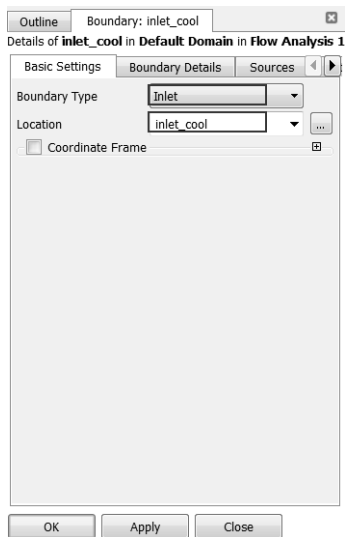 Outline Boundary: inlet_cool
Details of inlet_cool in Default Domain in Flow Analysis 1
Basic Settings Boundary Details Sources
Boundary Type Inlet
Location inlet_cool ...
Coordinate Frame
OK Apply Close